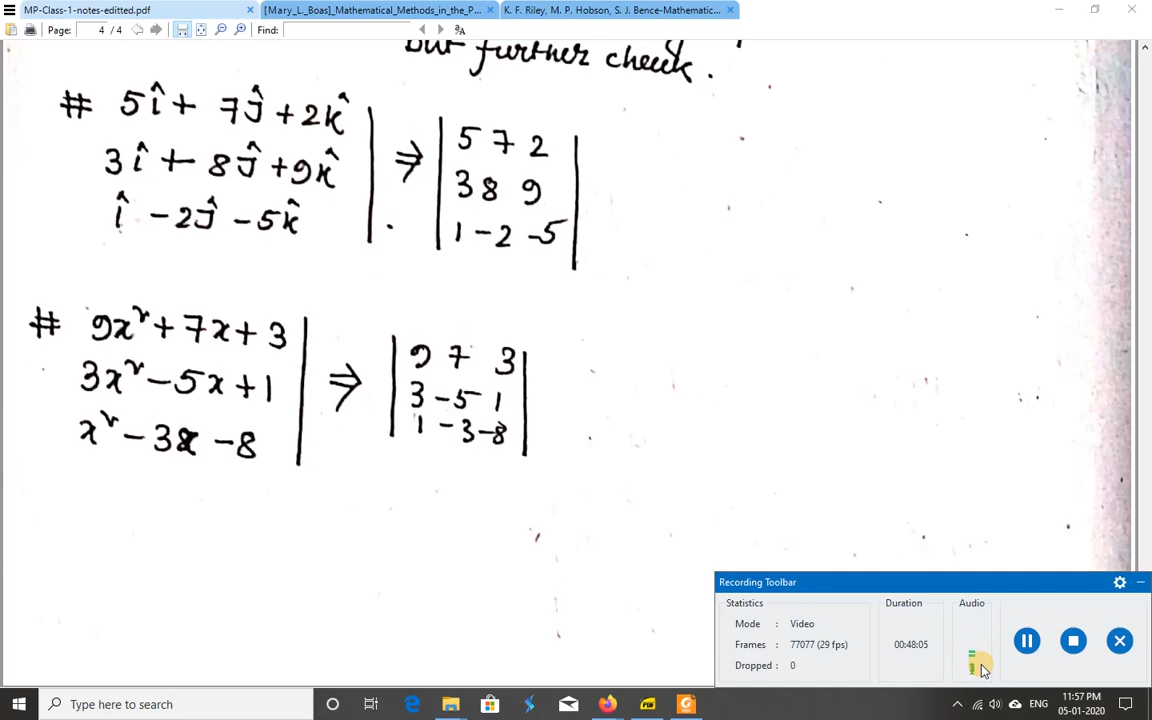 MP-Class-1-notes-editted.pdf × [Mary_L._Boas]_Mathematical_Methods_in_the_P... × K. F. Riley, M. P. Hobson, S. J. Bence-Mathematic... ×
Page: 4 / 4 Find:
but further check.
# 5î + 7ĵ + 2k̂ | ⇒ | 5 7 2 |
3î + 8ĵ + 9k̂ | 3 8 9 |
î - 2ĵ - 5k̂ | . | 1 -2 -5 |
# 9x² + 7x + 3 | ⇒ | 9 7 3 |
3x² - 5x + 1 | 3 -5 1 |
x² - 3x - 8 | 1 -3 -8 |
Recording Toolbar
Statistics Duration Audio
Mode : Video
Frames : 77077 (29 fps) 00:48:05
Dropped : 0
Type here to search
ENG
11:57 PM
05-01-2020